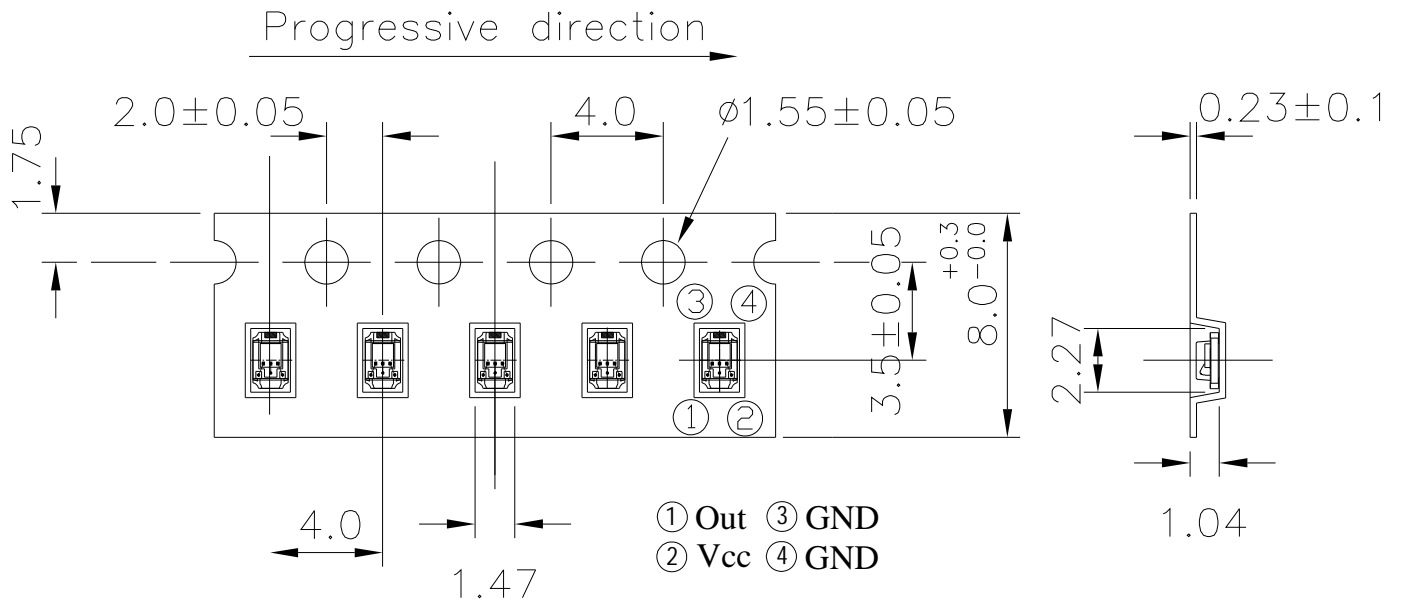 Progressive direction
2.0±0.05
4.0
ø1.55±0.05
0.23±0.1
1.75
3.5±0.05
8.0 +0.3 -0.0
2.27
③ ④
① ②
4.0
1.47
1.04
① Out ③ GND
② Vcc ④ GND